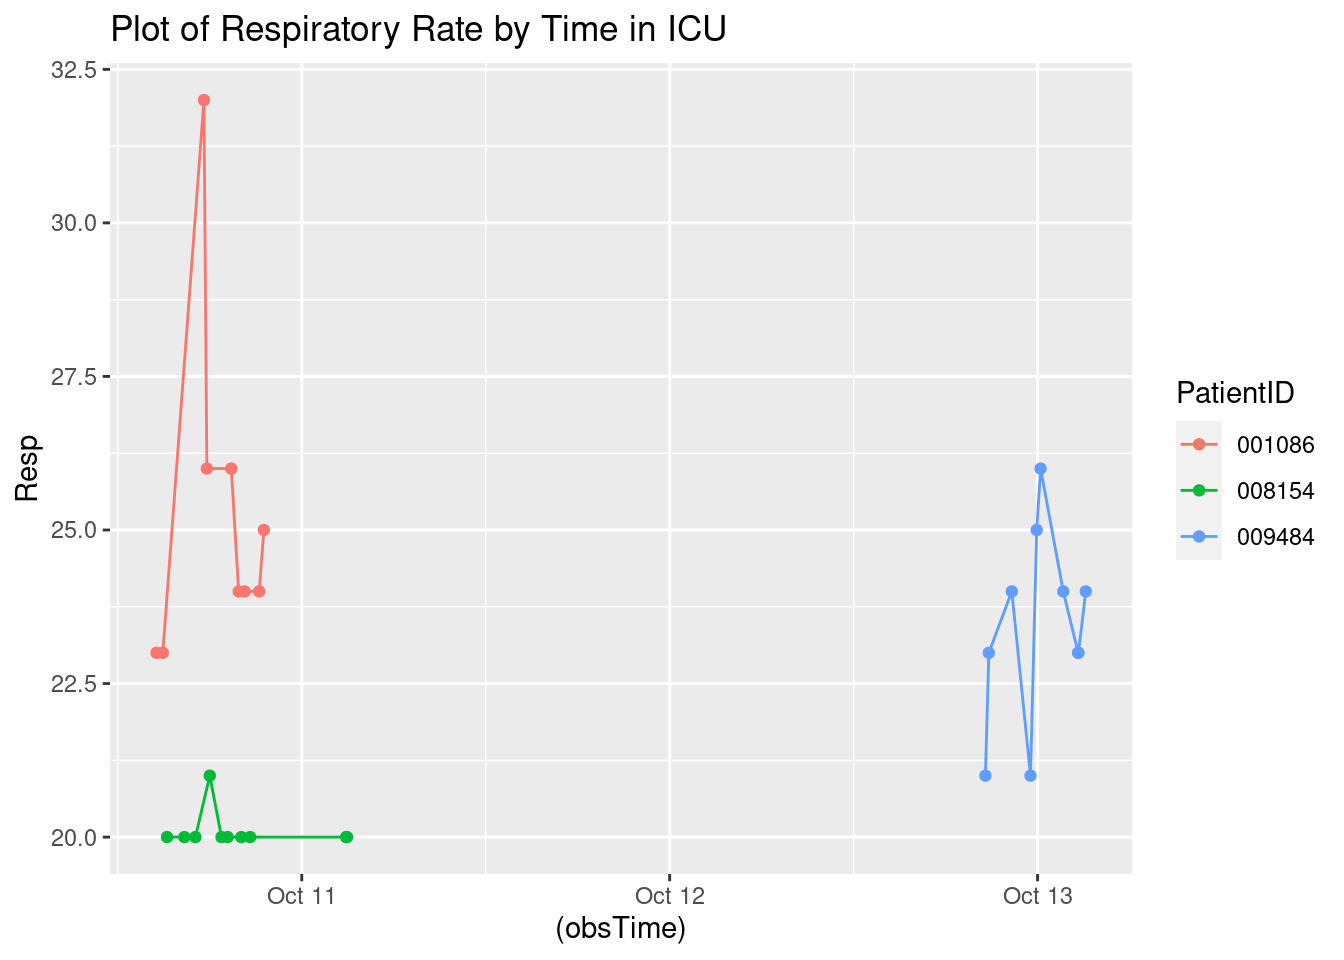 Plot of Respiratory Rate by Time in ICU
32.5
30.0
27.5
25.0
22.5
20.0
Resp
Oct 11
Oct 12
Oct 13
(obsTime)
PatientID
001086
008154
009484